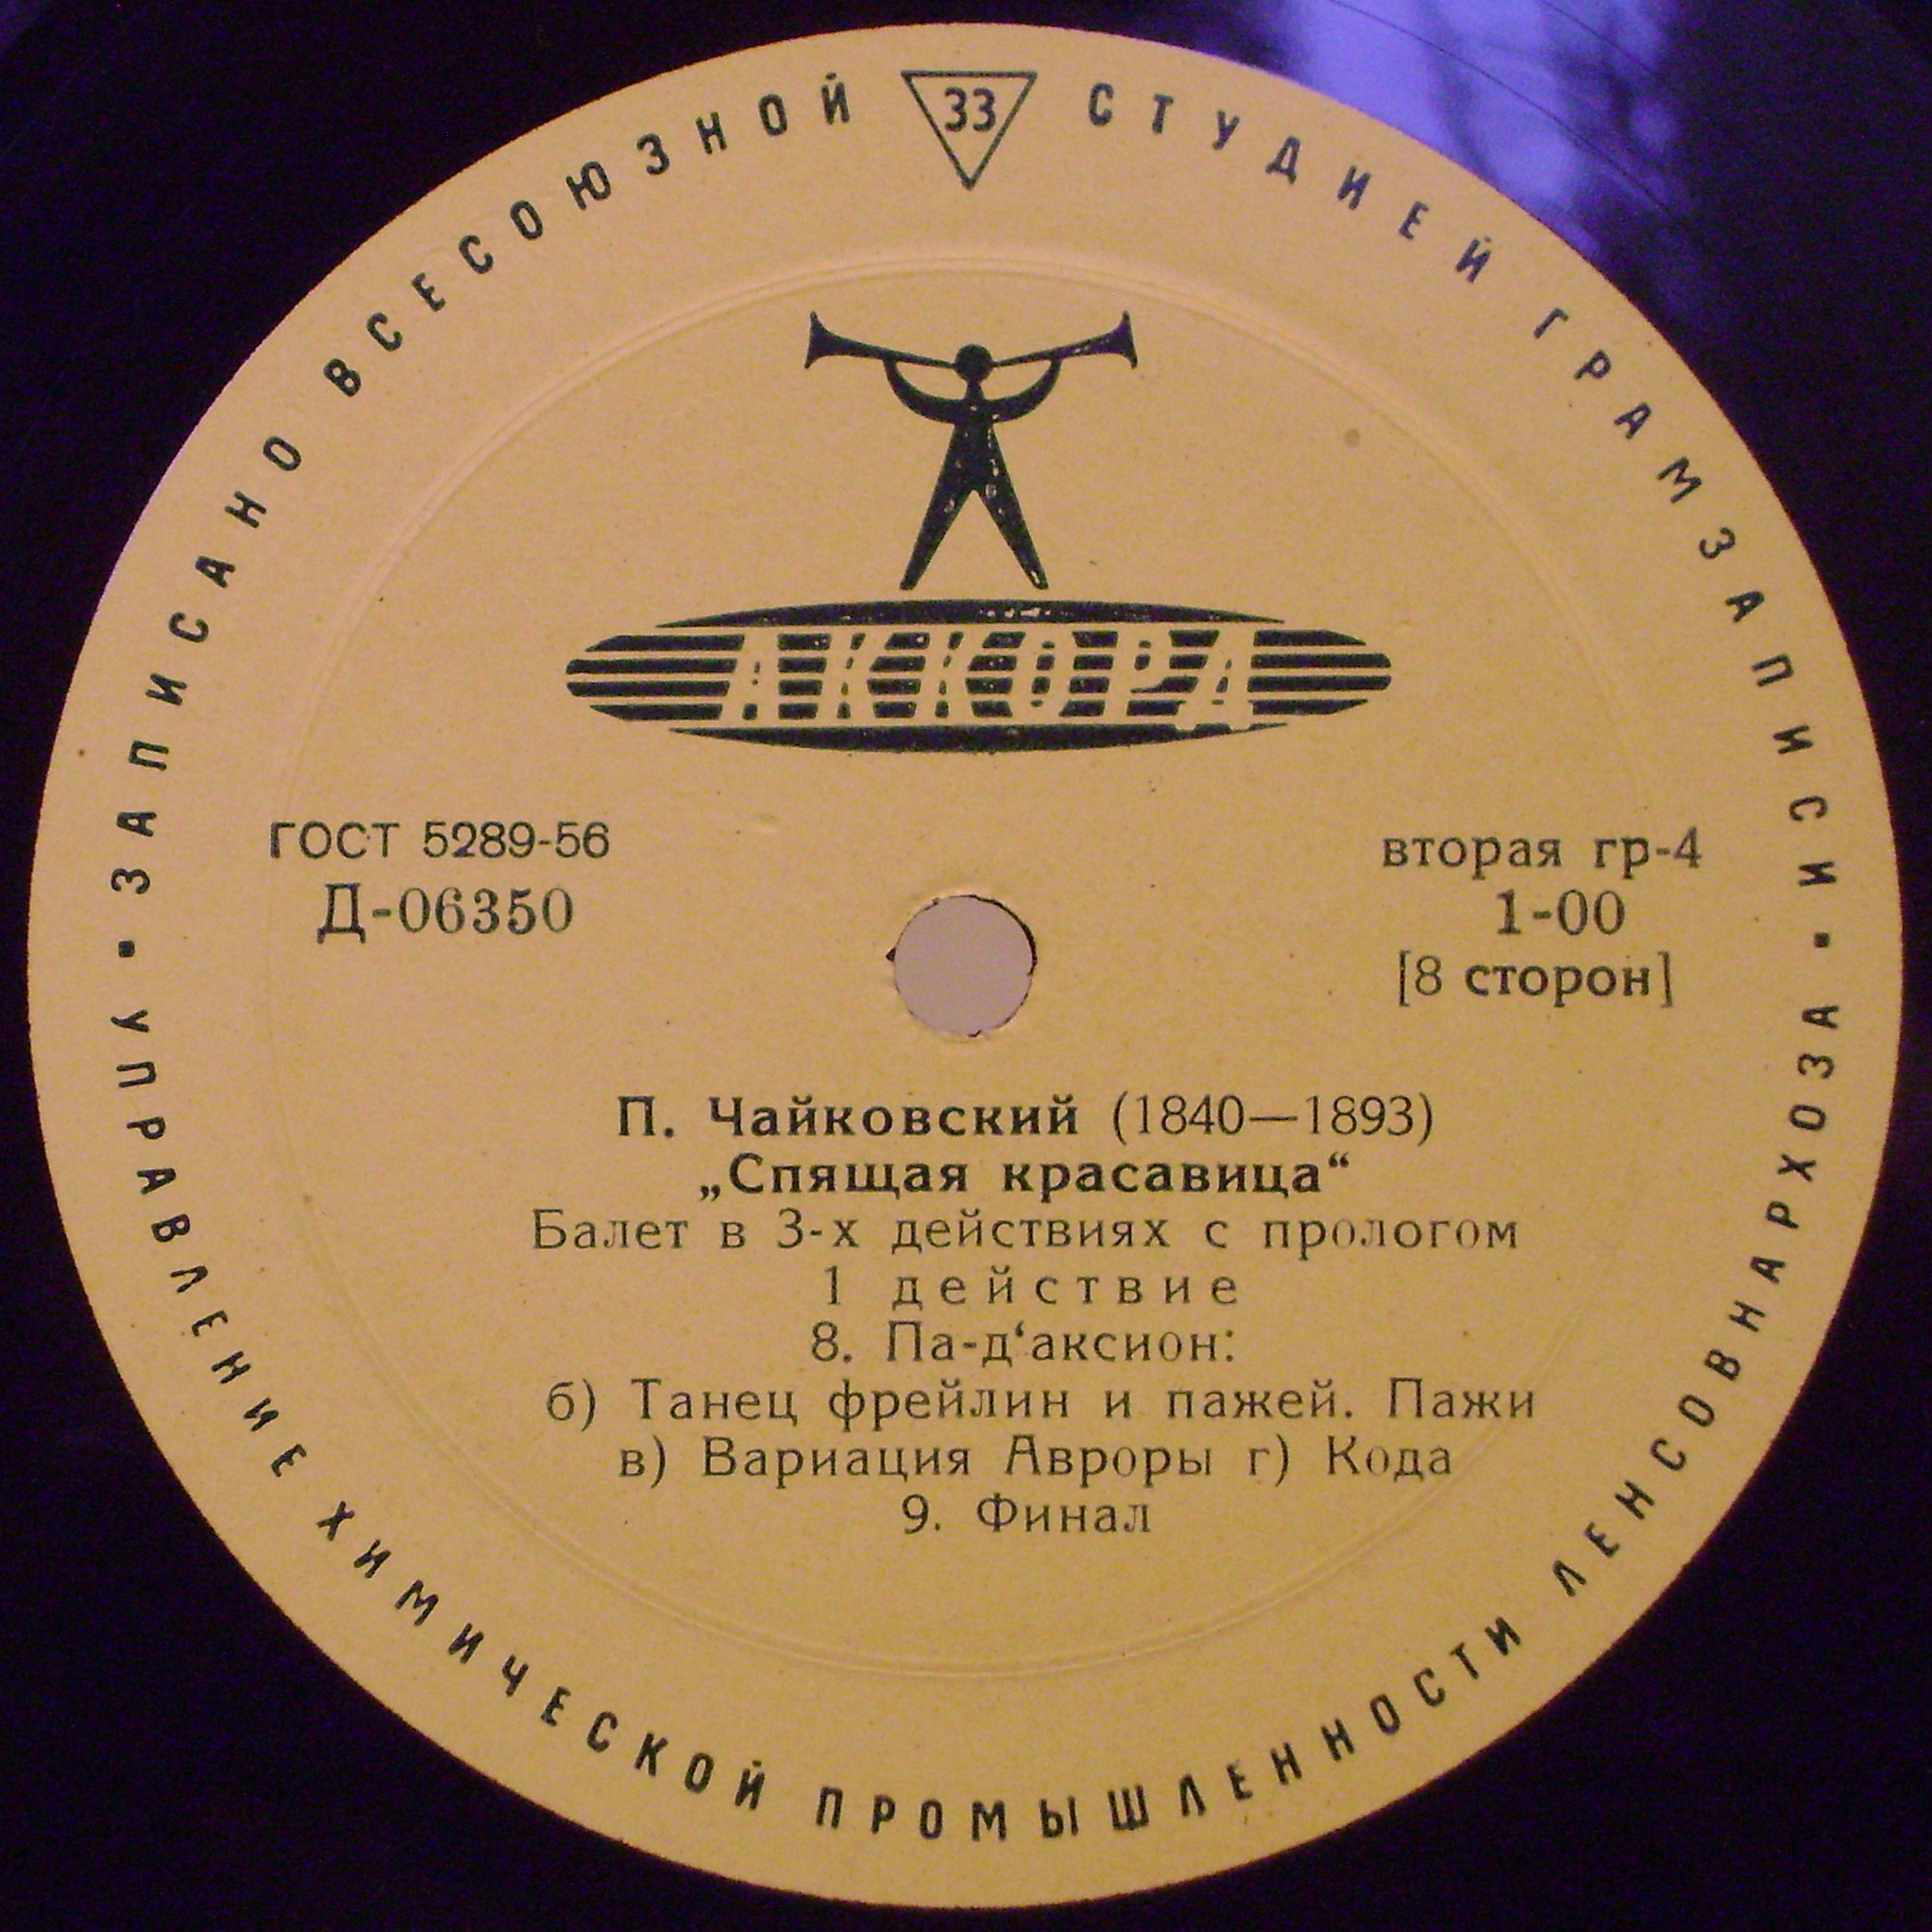 ЗАПИСАНО ВСЕСОЮЗНОЙ СТУДИЕЙ ГРАМЗАПИСИ
33
АККОРД
ГОСТ 5289-56
Д-06350
вторая гр-4
1-00
[8 сторон]
П. Чайковский (1840—1893)
„Спящая красавица“
Балет в 3-х действиях с прологом
1 действие
8. Па-д‘аксион:
б) Танец фрейлин и пажей. Пажи
в) Вариация Авроры г) Кода
9. Финал
УПРАВЛЕНИЕ ХИМИЧЕСКОЙ ПРОМЫШЛЕННОСТИ ЛЕНСОВНАРХОЗА